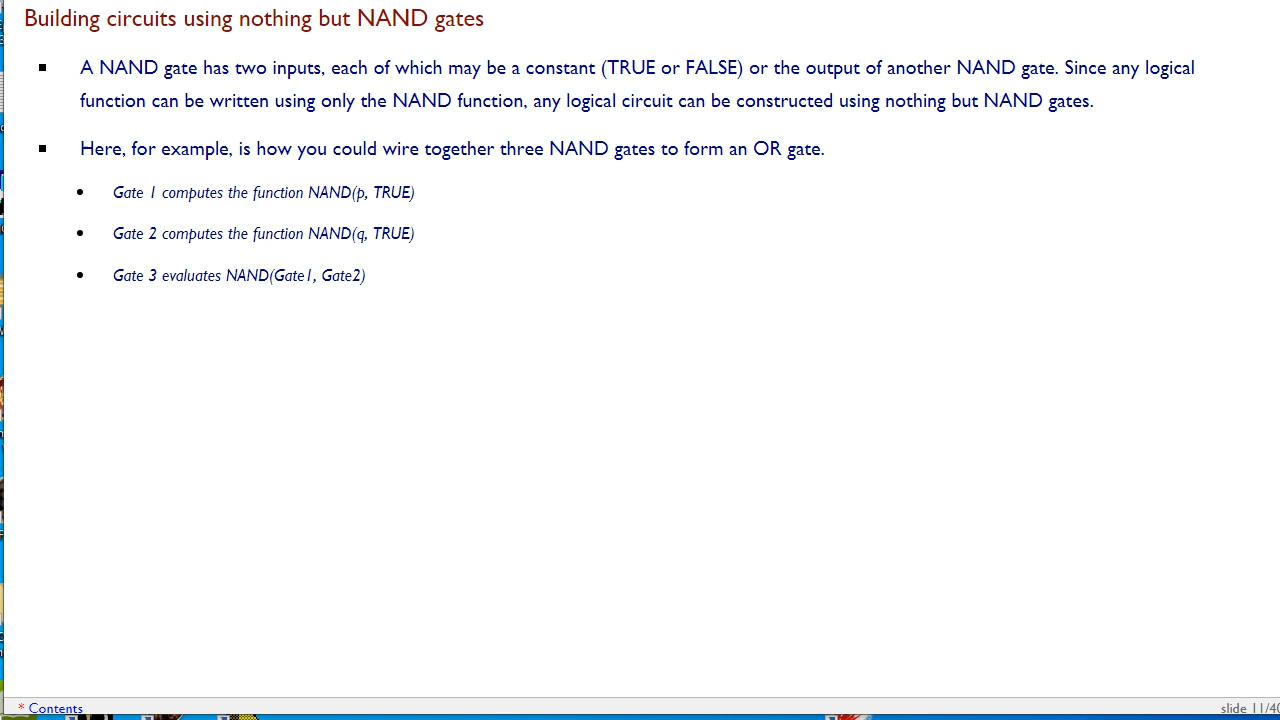 Building circuits using nothing but NAND gates
A NAND gate has two inputs, each of which may be a constant (TRUE or FALSE) or the output of another NAND gate. Since any logical
function can be written using only the NAND function, any logical circuit can be constructed using nothing but NAND gates.
Here, for example, is how you could wire together three NAND gates to form an OR gate.
Gate 1 computes the function NAND(p, TRUE)
Gate 2 computes the function NAND(q, TRUE)
Gate 3 evaluates NAND(Gate1, Gate2)
* Contents
slide 11/40